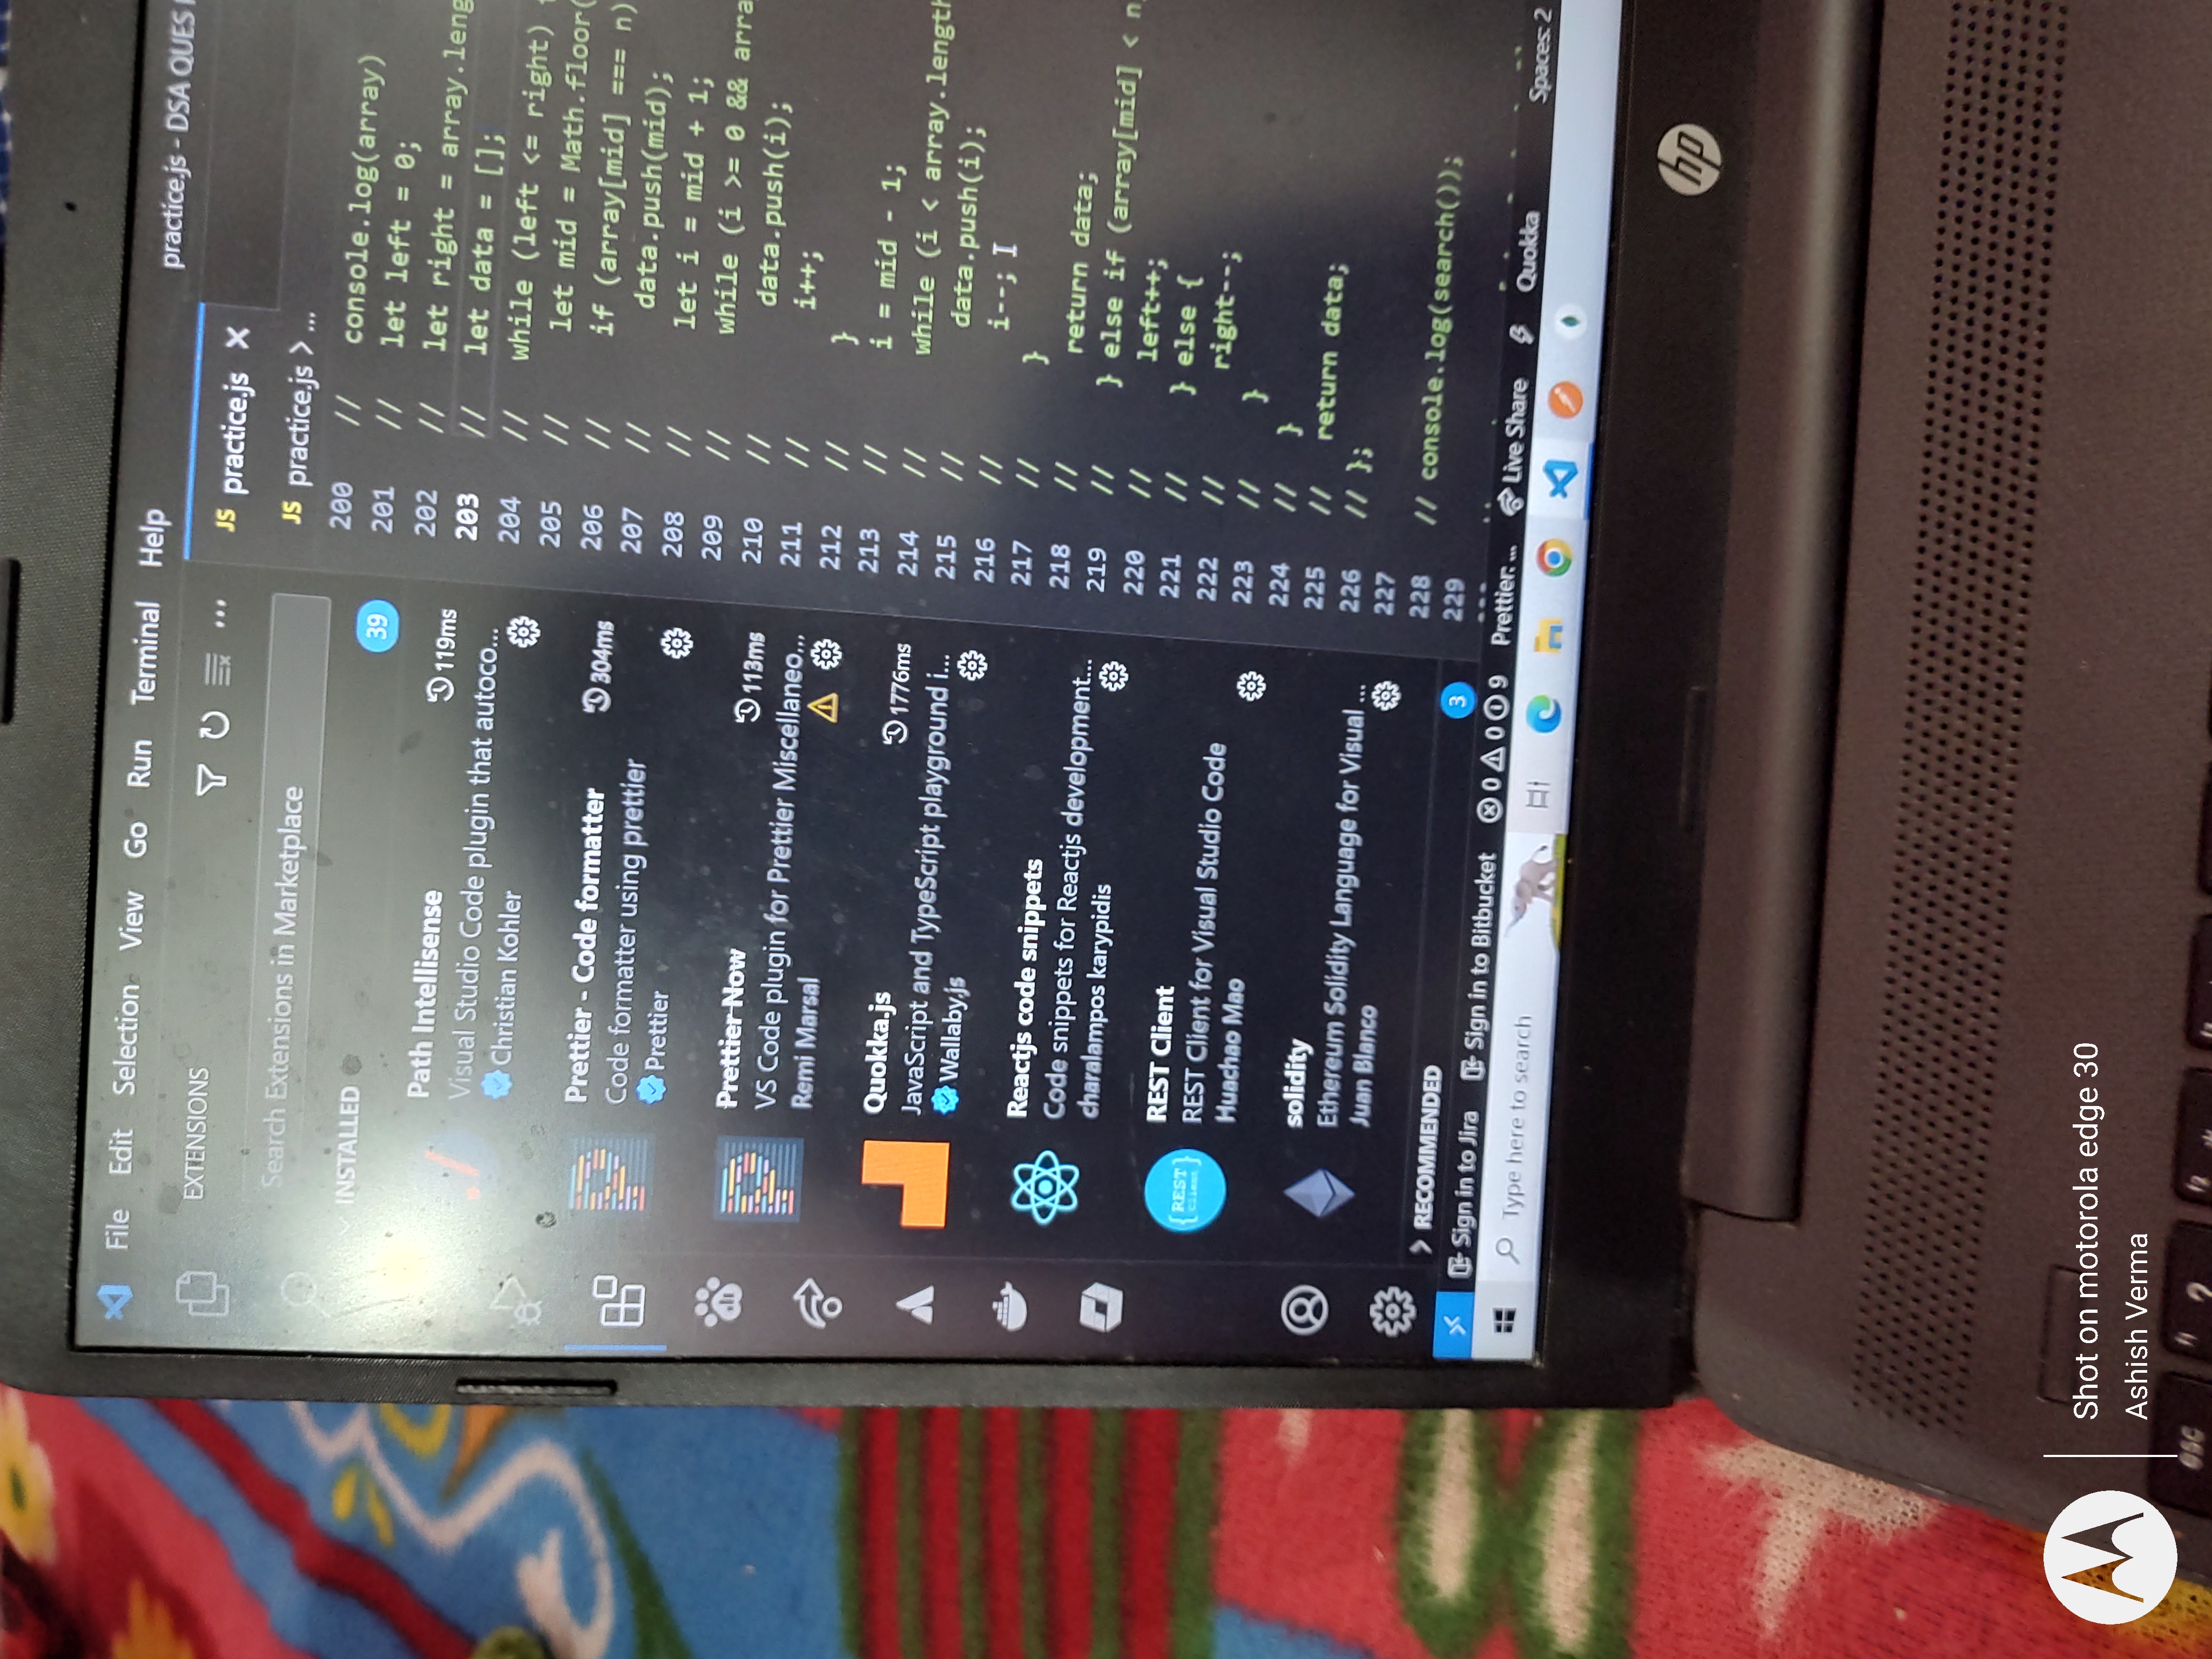 File Edit Selection View Go Run Terminal Help
practice.js - DSA QUES
EXTENSIONS
Search Extensions in Marketplace
INSTALLED
39
Path Intellisense 119ms
Visual Studio Code plugin that autoco...
Christian Kohler
Prettier - Code formatter 304ms
Code formatter using prettier
Prettier
Prettier Now 113ms
VS Code plugin for Prettier Miscellaneo...
Remi Marsal
Quokka.js 1776ms
JavaScript and TypeScript playground i...
Wallaby.js
Reactjs code snippets
Code snippets for Reactjs development...
charalampos karypidis
{REST}
Client
REST Client
REST Client for Visual Studio Code
Huachao Mao
solidity
Ethereum Solidity Language for Visual ...
Juan Blanco
RECOMMENDED
3
JS practice.js X
JS practice.js > ...
200 // console.log(array)
201 // let left = 0;
202 // let right = array.leng
203 // let data = [];
204 // while (left <= right) {
205 // let mid = Math.floor(
206 // if (array[mid] === n)
207 // data.push(mid);
208 // let i = mid + 1;
209 // while (i >= 0 && arra
210 // data.push(i);
211 // i++;
212 // }
213 // i = mid - 1;
214 // while (i < array.length
215 // data.push(i);
216 // i--;
217 // }
218 // return data;
219 // } else if (array[mid] < n
220 // left++;
221 // } else {
222 // right--;
223 // }
224 // }
225 // return data;
226 // };
227
228 // console.log(search());
229
Sign in to Jira Sign in to Bitbucket 0 0 9 Prettier: ... Live Share Quokka Spaces: 2
Type here to search
hp
Shot on motorola edge 30
Ashish Verma
esc f1 ? f2